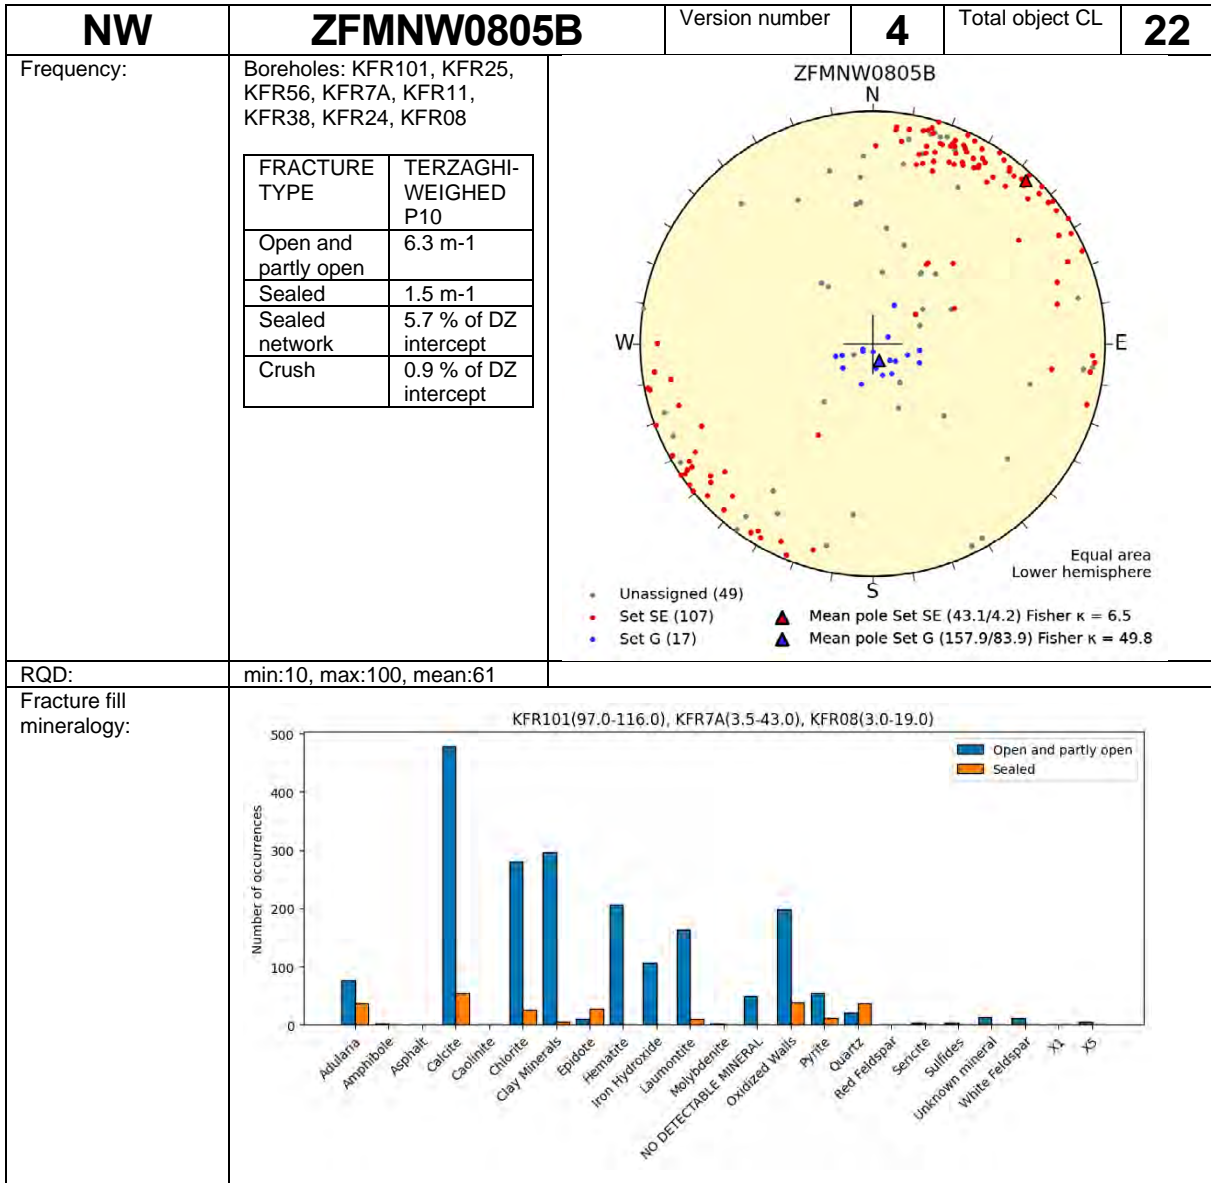 NW
ZFMNW0805B
Version number
4
Total object CL
22
Frequency:
Boreholes: KFR101, KFR25,
KFR56, KFR7A, KFR11,
KFR38, KFR24, KFR08
FRACTURE TYPE
TERZAGHI-WEIGHED P10
Open and partly open
6.3 m-1
Sealed
1.5 m-1
Sealed network
5.7 % of DZ intercept
Crush
0.9 % of DZ intercept
ZFMNW0805B
N
W
E
S
Equal area
Lower hemisphere
Unassigned (49)
Set SE (107)
Set G (17)
Mean pole Set SE (43.1/4.2) Fisher κ = 6.5
Mean pole Set G (157.9/83.9) Fisher κ = 49.8
RQD:
min:10, max:100, mean:61
Fracture fill
mineralogy:
KFR101(97.0-116.0), KFR7A(3.5-43.0), KFR08(3.0-19.0)
Number of occurrences
500
400
300
200
100
0
Open and partly open
Sealed
Adularia
Amphibole
Asphalt
Calcite
Caolinite
Chlorite
Clay Minerals
Epidote
Hematite
Iron Hydroxide
Laumontite
Molybdenite
NO DETECTABLE MINERAL
Oxidized Walls
Pyrite
Quartz
Red Feldspar
Sericite
Sulfides
Unknown mineral
White Feldspar
X1
X5